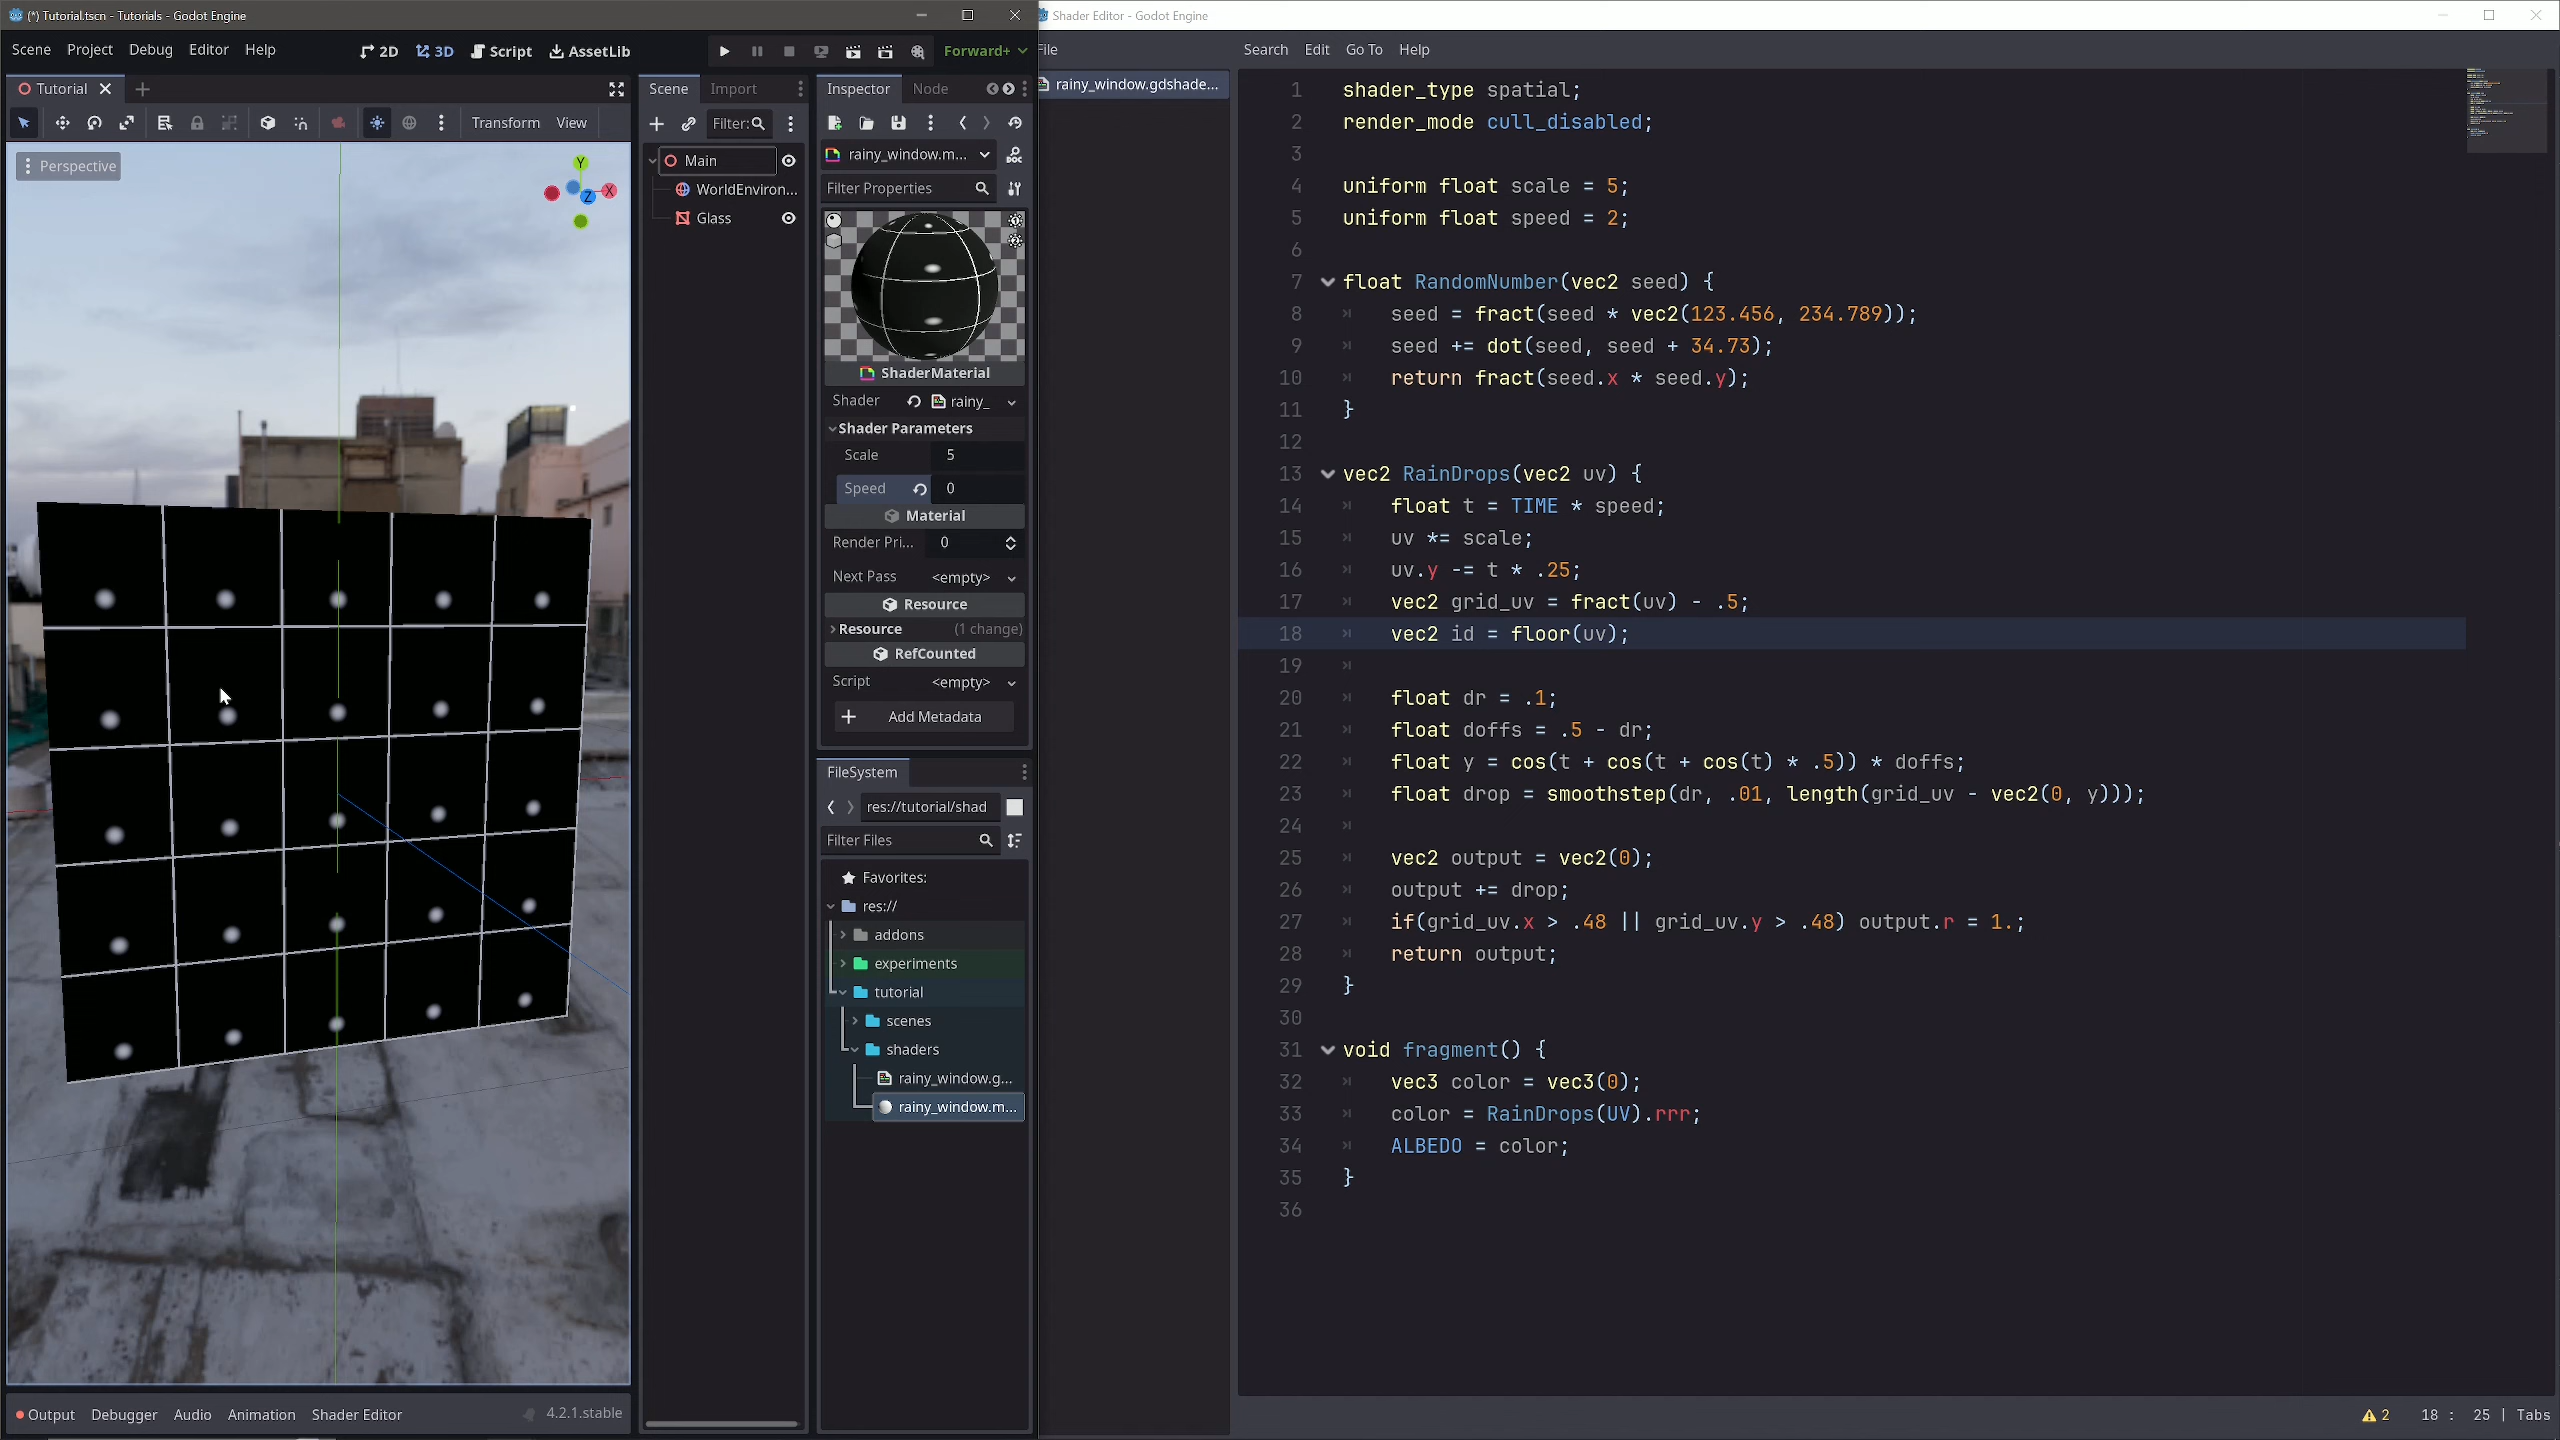 (*) Tutorial.tscn - Tutorials - Godot Engine
Scene Project Debug Editor Help
2D 3D Script AssetLib
Forward+
Tutorial
Transform View
Perspective
Y
X
Z
Scene Import
Filter:
Main
WorldEnviron...
Glass
Inspector Node
rainy_window.m...
Filter Properties
ShaderMaterial
Shader rainy_
Shader Parameters
Scale 5
Speed 0
Material
Render Pri... 0
Next Pass <empty>
Resource
Resource (1 change)
RefCounted
Script <empty>
Add Metadata
FileSystem
res://tutorial/shad
Filter Files
Favorites:
res://
addons
experiments
tutorial
scenes
shaders
rainy_window.g...
rainy_window.m...
Output Debugger Audio Animation Shader Editor 4.2.1.stable
Shader Editor - Godot Engine
File Search Edit Go To Help
rainy_window.gdshade...
1 shader_type spatial;
2 render_mode cull_disabled;
3
4 uniform float scale = 5;
5 uniform float speed = 2;
6
7 float RandomNumber(vec2 seed) {
8 seed = fract(seed * vec2(123.456, 234.789));
9 seed += dot(seed, seed + 34.73);
10 return fract(seed.x * seed.y);
11 }
12
13 vec2 RainDrops(vec2 uv) {
14 float t = TIME * speed;
15 uv *= scale;
16 uv.y -= t * .25;
17 vec2 grid_uv = fract(uv) - .5;
18 vec2 id = floor(uv);
19
20 float dr = .1;
21 float doffs = .5 - dr;
22 float y = cos(t + cos(t + cos(t) * .5)) * doffs;
23 float drop = smoothstep(dr, .01, length(grid_uv - vec2(0, y)));
24
25 vec2 output = vec2(0);
26 output += drop;
27 if(grid_uv.x > .48 || grid_uv.y > .48) output.r = 1.;
28 return output;
29 }
30
31 void fragment() {
32 vec3 color = vec3(0);
33 color = RainDrops(UV).rrr;
34 ALBEDO = color;
35 }
36
2 18 : 25 | Tabs